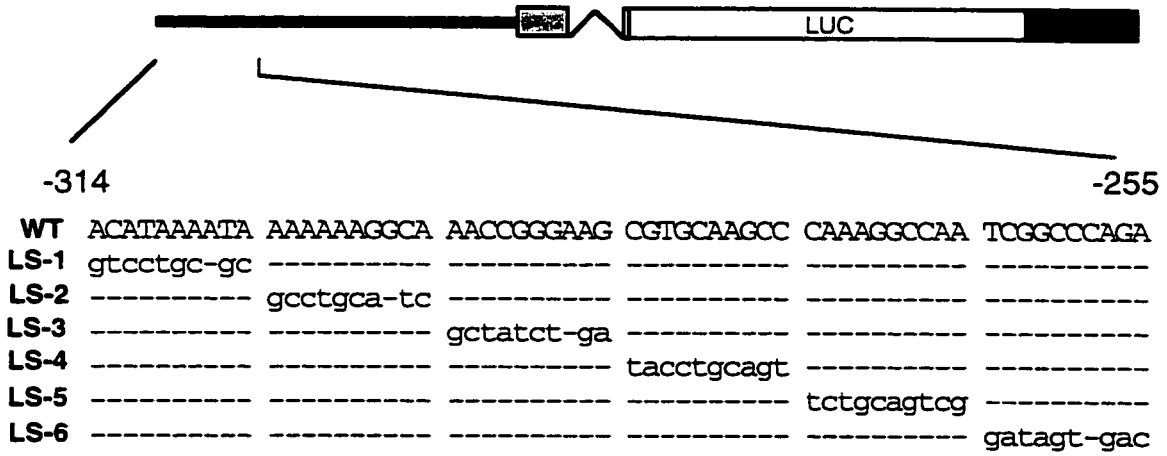 LUC
-314 -255
WT ACATAAAATA AAAAAAGGCA AACCGGGAAG CGTGCAAGCC CAAAGGCCAA TCGGCCCAGA
LS-1 gtcctgc-gc ---------- ---------- ---------- ---------- ----------
LS-2 ---------- gcctgca-tc ---------- ---------- ---------- ----------
LS-3 ---------- ---------- gctatct-ga ---------- ---------- ----------
LS-4 ---------- ---------- ---------- tacctgcagt ---------- ----------
LS-5 ---------- ---------- ---------- ---------- tctgcagtcg ----------
LS-6 ---------- ---------- ---------- ---------- ---------- gatagt-gac